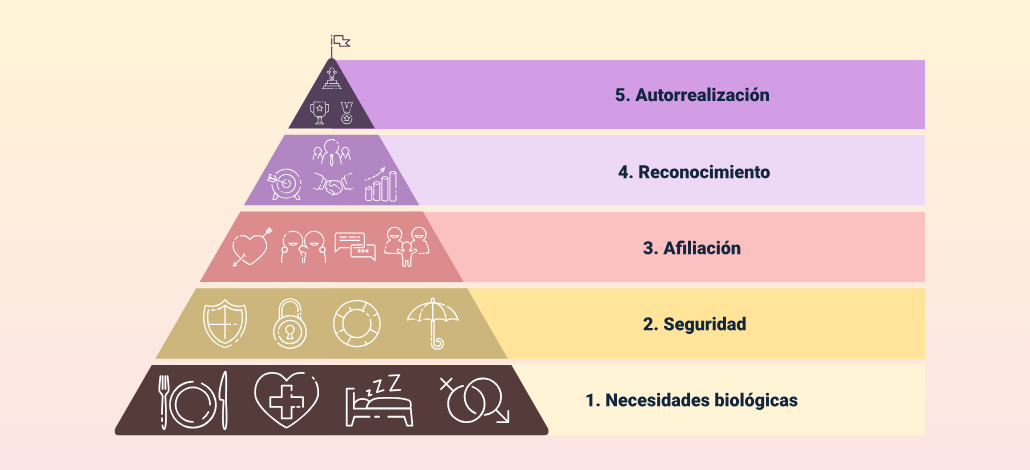 5. Autorrealización
4. Reconocimiento
3. Afiliación
2. Seguridad
1. Necesidades biológicas